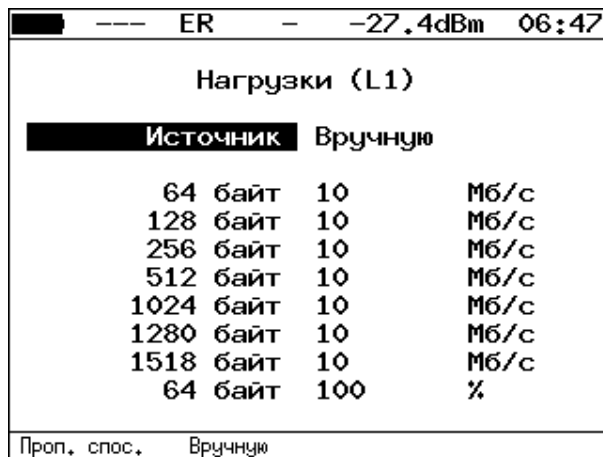 --- ER - -27.4dBm 06:47
Нагрузки (L1)
Источник Вручную
64 байт 10 Мб/с
128 байт 10 Мб/с
256 байт 10 Мб/с
512 байт 10 Мб/с
1024 байт 10 Мб/с
1280 байт 10 Мб/с
1518 байт 10 Мб/с
64 байт 100 %
Проп. спос. Вручную